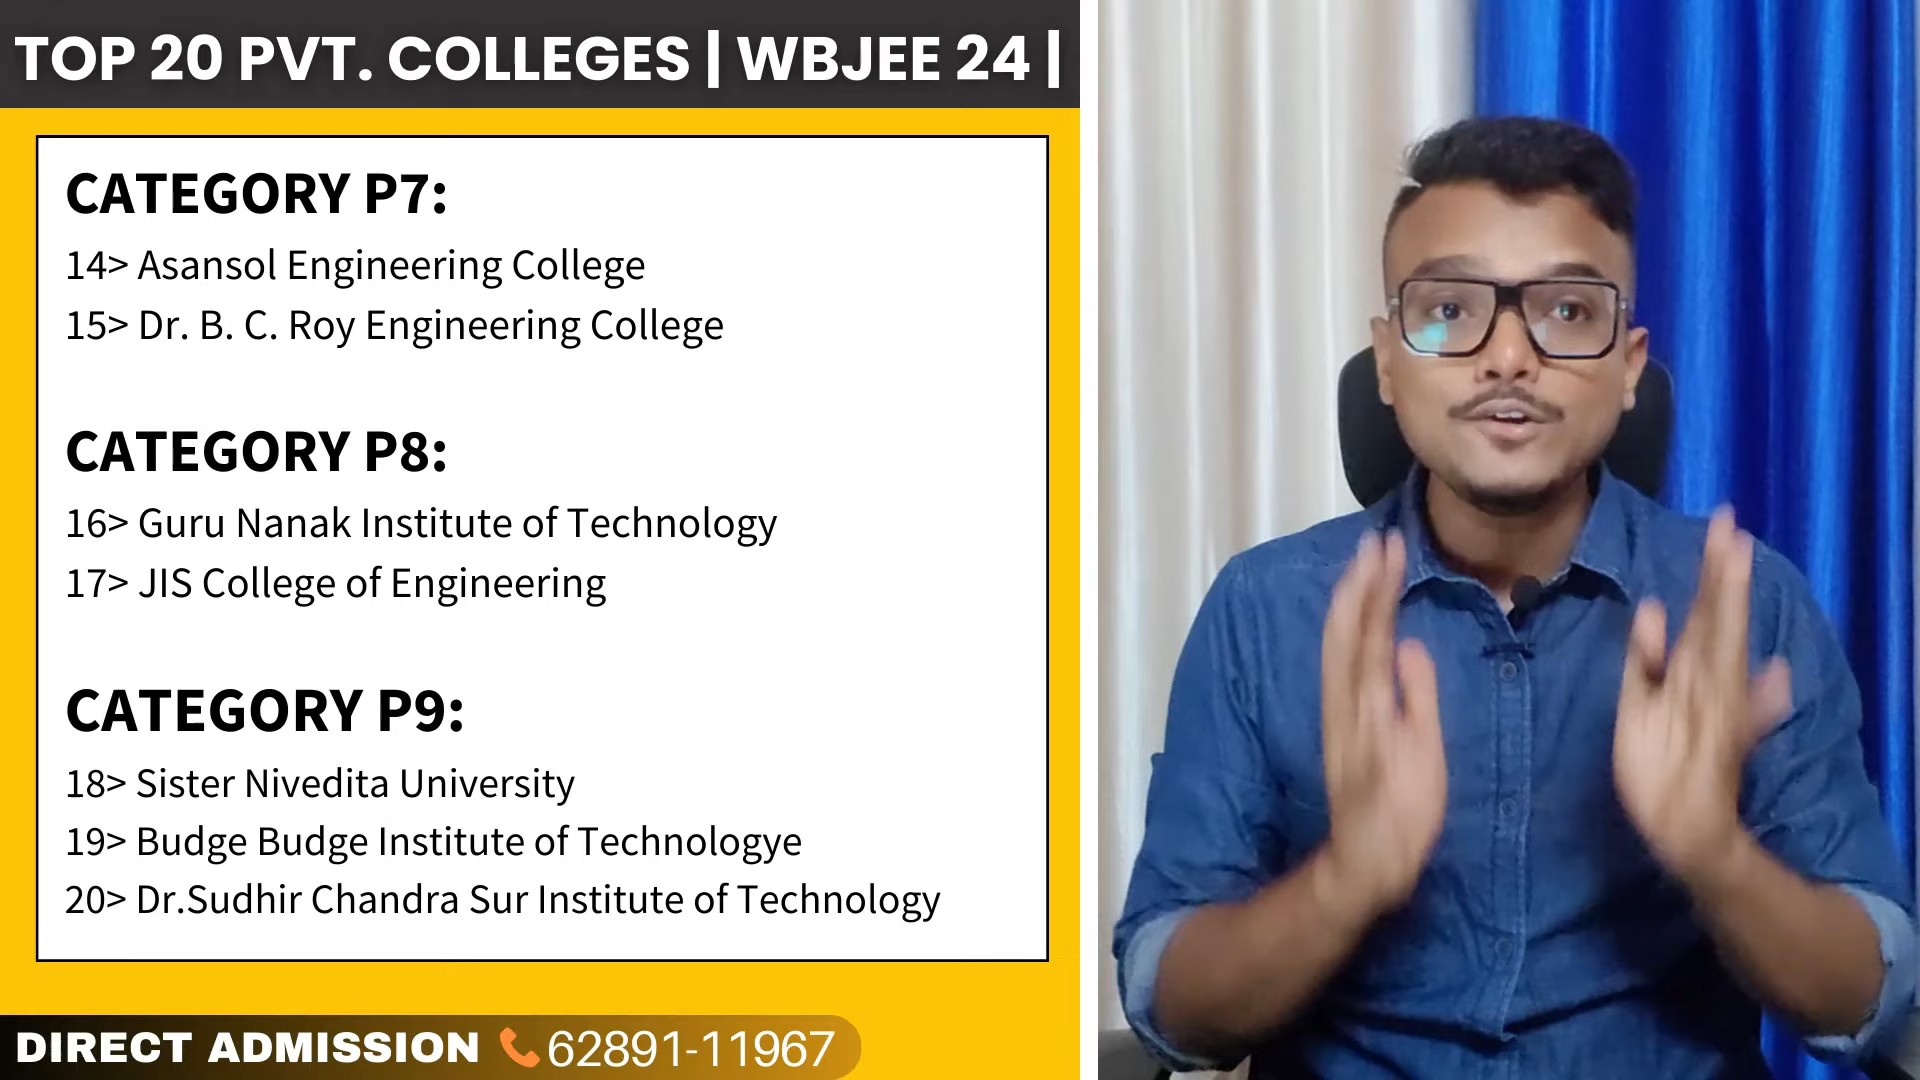 TOP 20 PVT. COLLEGES | WBJEE 24 |
CATEGORY P7:
14> Asansol Engineering College
15> Dr. B. C. Roy Engineering College
CATEGORY P8:
16> Guru Nanak Institute of Technology
17> JIS College of Engineering
CATEGORY P9:
18> Sister Nivedita University
19> Budge Budge Institute of Technologye
20> Dr.Sudhir Chandra Sur Institute of Technology
DIRECT ADMISSION 62891-11967